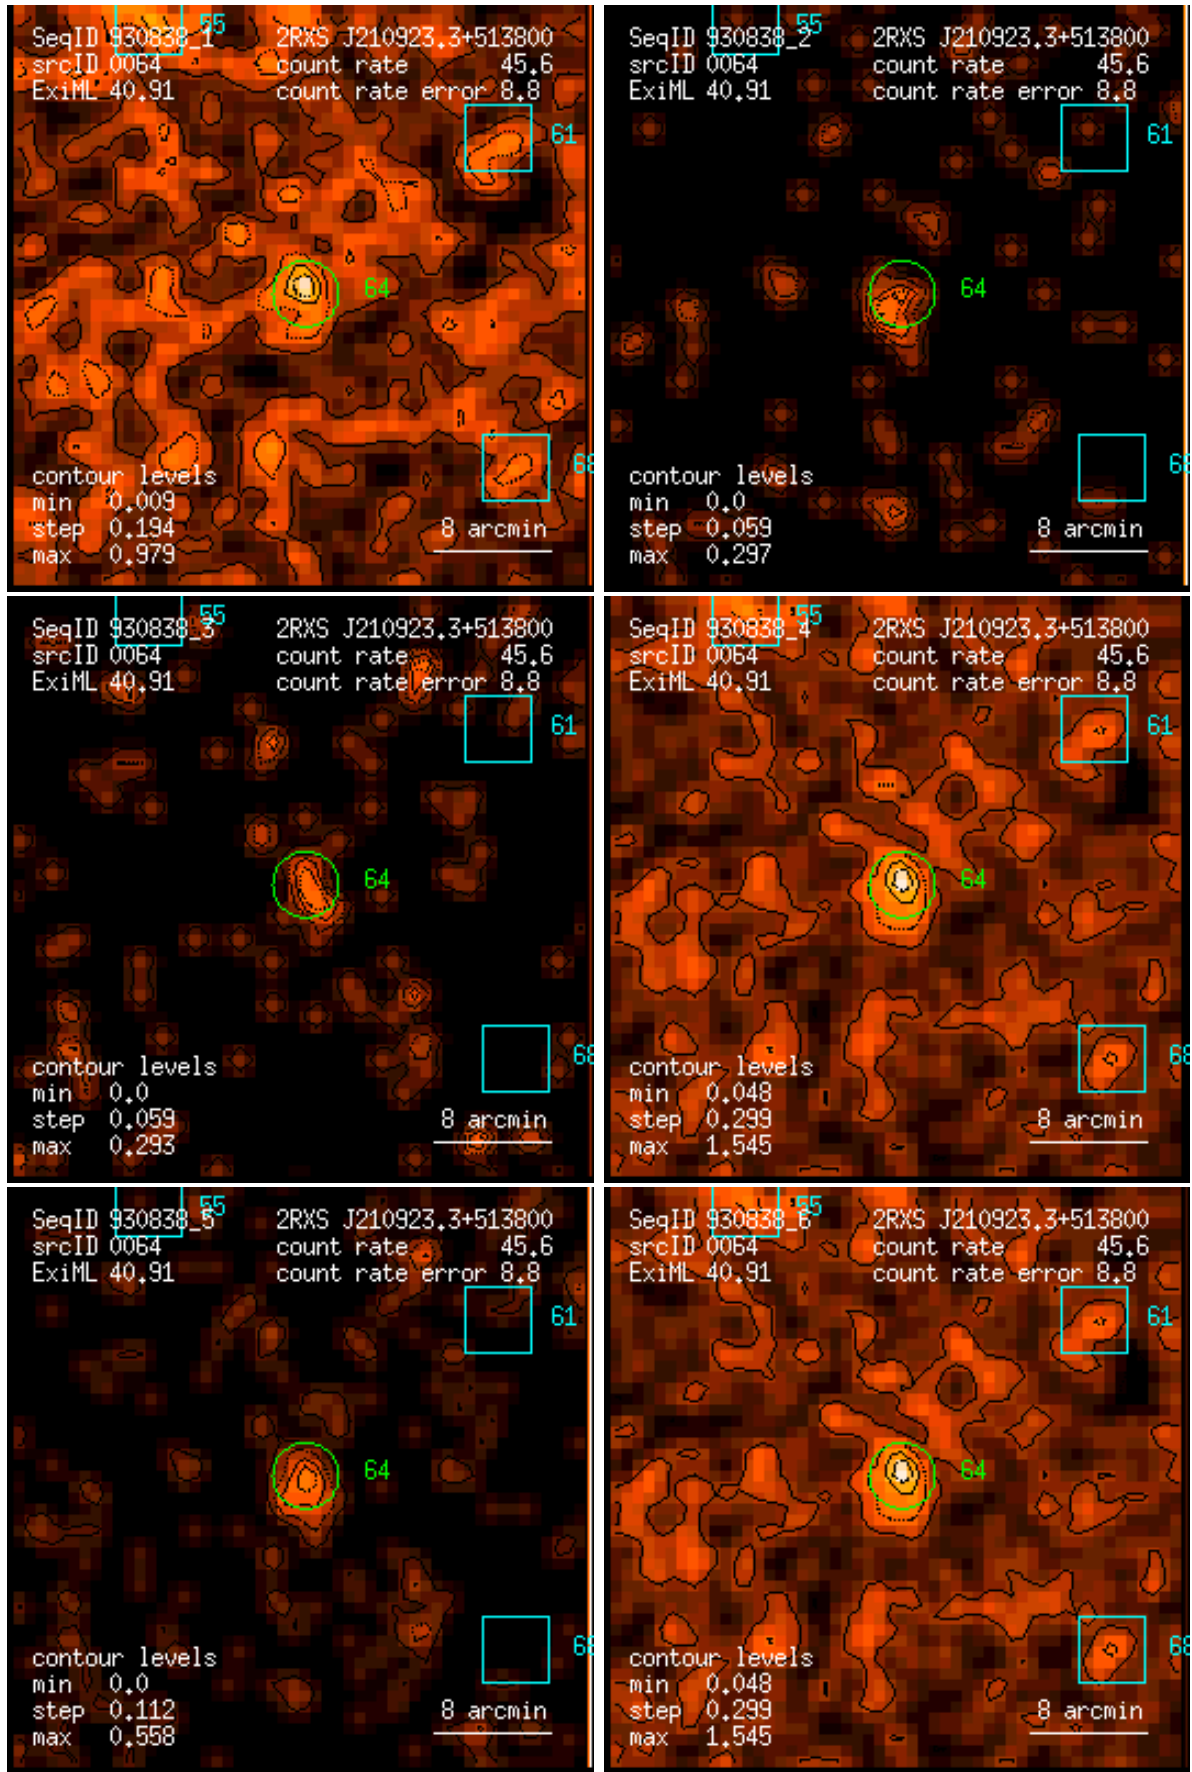 55
SeqID 930838_1 2RXS J210923.3+513800
srcID 0064 count rate 45.6
ExiML 40.91 count rate error 8.8
61
64
contour levels
min 0.009
step 0.194
max 0.979
8 arcmin
68
55
SeqID 930838_2 2RXS J210923.3+513800
srcID 0064 count rate 45.6
ExiML 40.91 count rate error 8.8
61
64
contour levels
min 0.0
step 0.059
max 0.297
8 arcmin
68
55
SeqID 930838_3 2RXS J210923.3+513800
srcID 0064 count rate 45.6
ExiML 40.91 count rate error 8.8
61
64
contour levels
min 0.0
step 0.059
max 0.293
8 arcmin
68
55
SeqID 930838_4 2RXS J210923.3+513800
srcID 0064 count rate 45.6
ExiML 40.91 count rate error 8.8
61
64
contour levels
min 0.048
step 0.299
max 1.545
8 arcmin
68
55
SeqID 930838_5 2RXS J210923.3+513800
srcID 0064 count rate 45.6
ExiML 40.91 count rate error 8.8
61
64
contour levels
min 0.0
step 0.112
max 0.558
8 arcmin
68
55
SeqID 930838_6 2RXS J210923.3+513800
srcID 0064 count rate 45.6
ExiML 40.91 count rate error 8.8
61
64
contour levels
min 0.048
step 0.299
max 1.545
8 arcmin
68